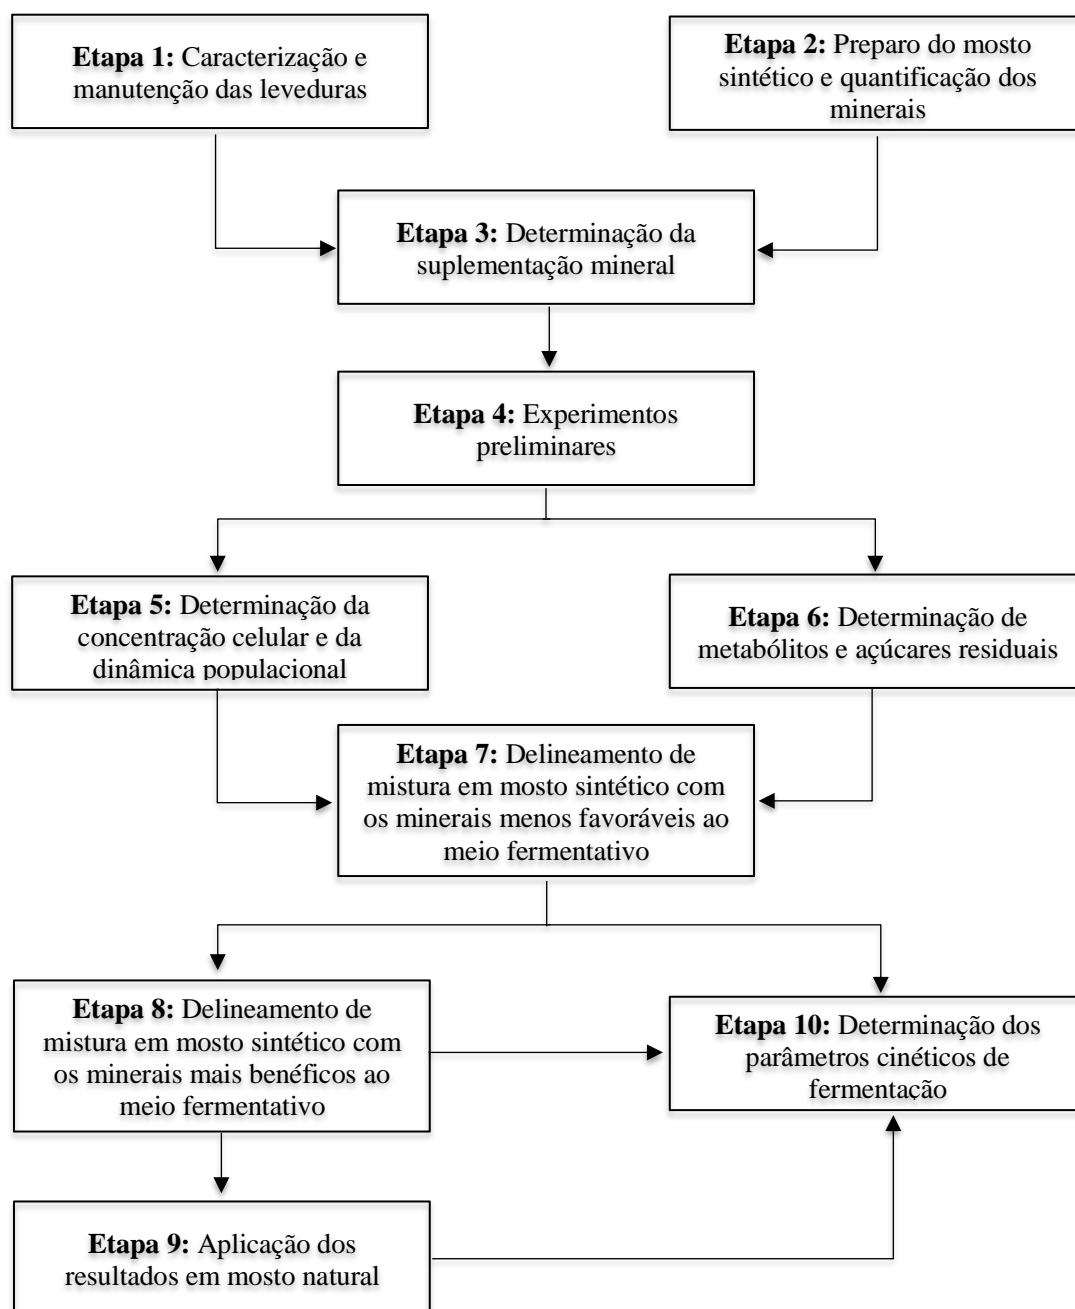 Etapa 1: Caracterização e
manutenção das leveduras
Etapa 2: Preparo do mosto
sintético e quantificação dos
minerais
Etapa 3: Determinação da
suplementação mineral
Etapa 4: Experimentos
preliminares
Etapa 5: Determinação da
concentração celular e da
dinâmica populacional
Etapa 6: Determinação de
metabólitos e açúcares residuais
Etapa 7: Delineamento de
mistura em mosto sintético com
os minerais menos favoráveis ao
meio fermentativo
Etapa 8: Delineamento de
mistura em mosto sintético com
os minerais mais benéficos ao
meio fermentativo
Etapa 10: Determinação dos
parâmetros cinéticos de
fermentação
Etapa 9: Aplicação dos
resultados em mosto natural